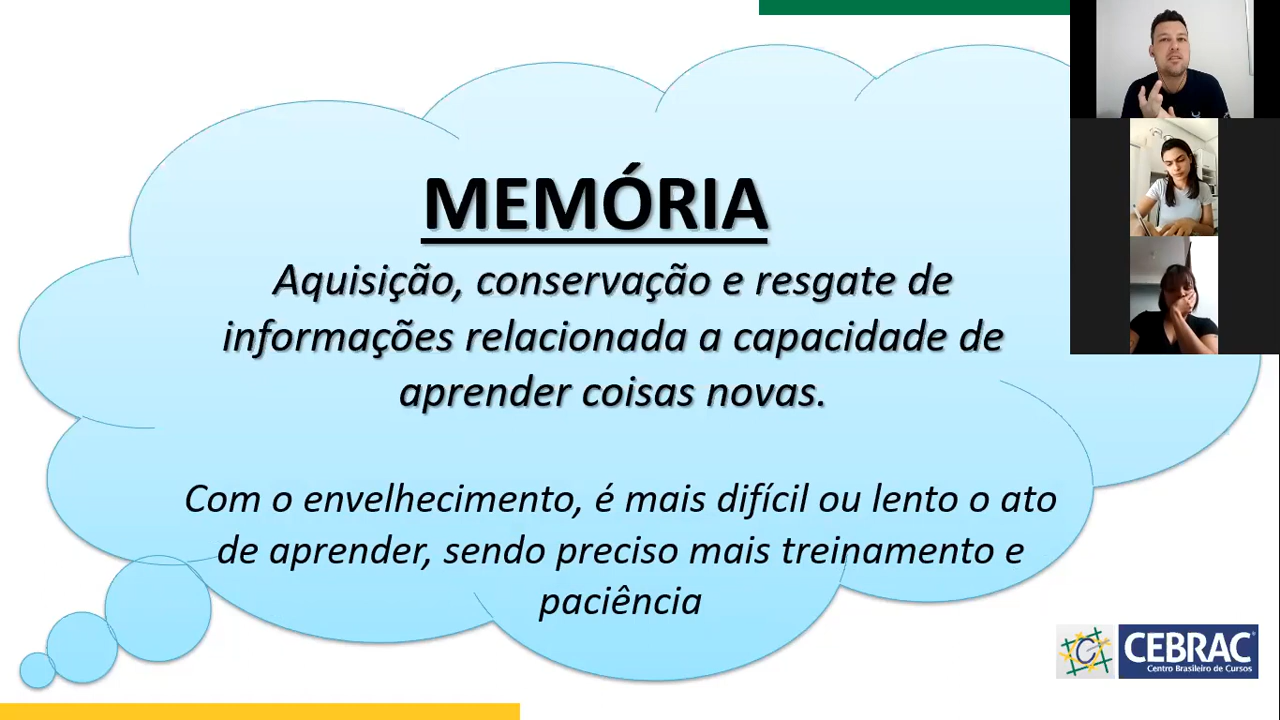 MEMÓRIA
Aquisição, conservação e resgate de
informações relacionada a capacidade de
aprender coisas novas.
Com o envelhecimento, é mais difícil ou lento o ato
de aprender, sendo preciso mais treinamento e
paciência
CEBRAC
Centro Brasileiro de Cursos